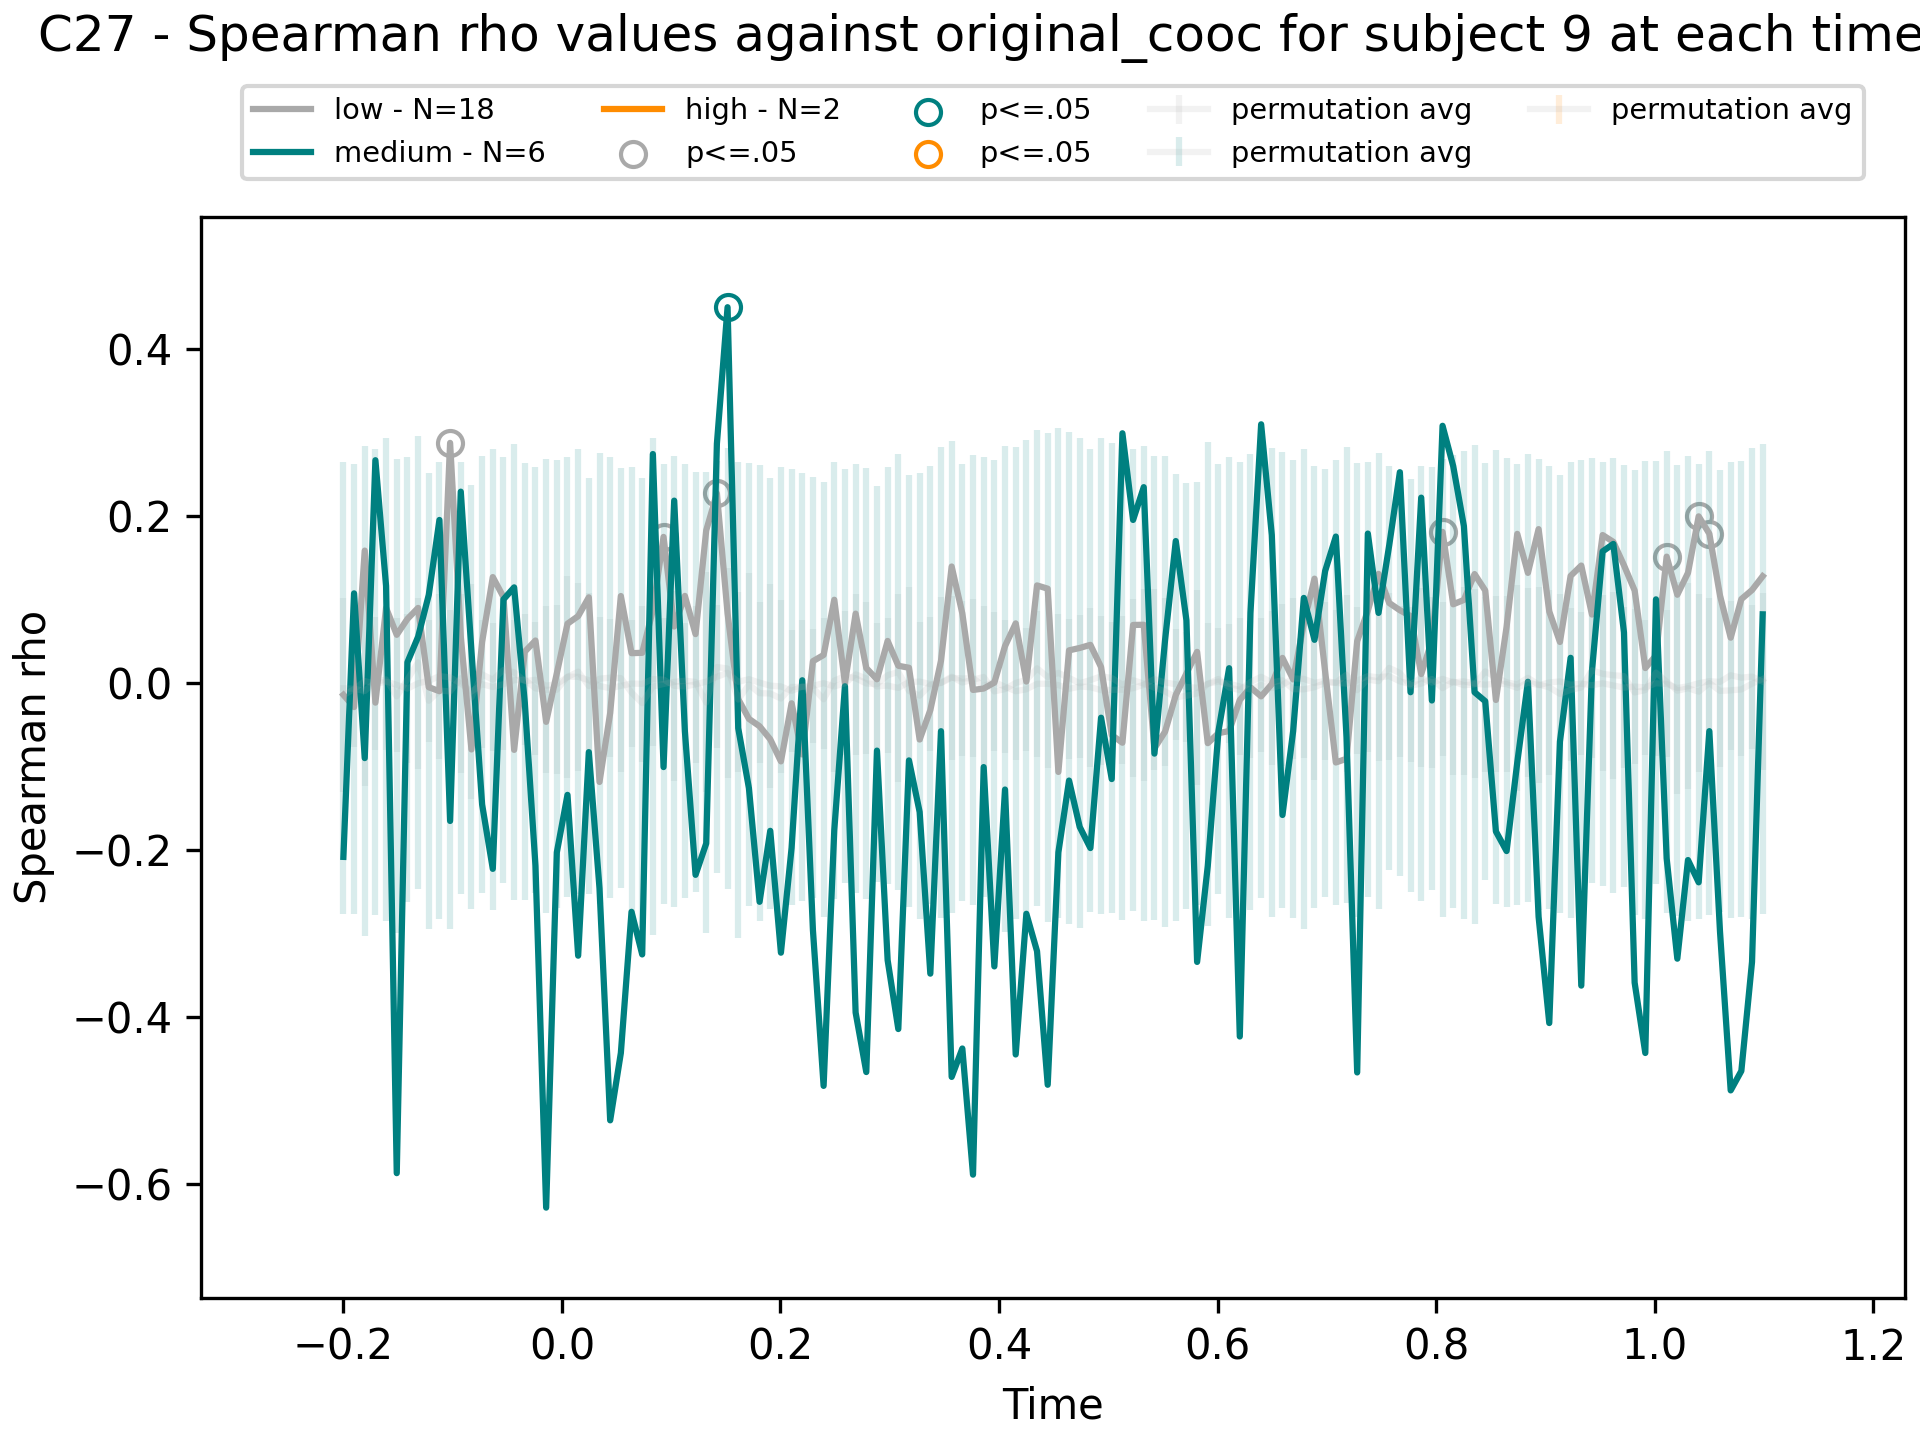 C27 - Spearman rho values against original_cooc for subject 9 at each time
low - N=18
medium - N=6
high - N=2
p<=.05
p<=.05
p<=.05
permutation avg
permutation avg
permutation avg
Spearman rho
0.4
0.2
0.0
−0.2
−0.4
−0.6
−0.2 0.0 0.2 0.4 0.6 0.8 1.0 1.2
Time